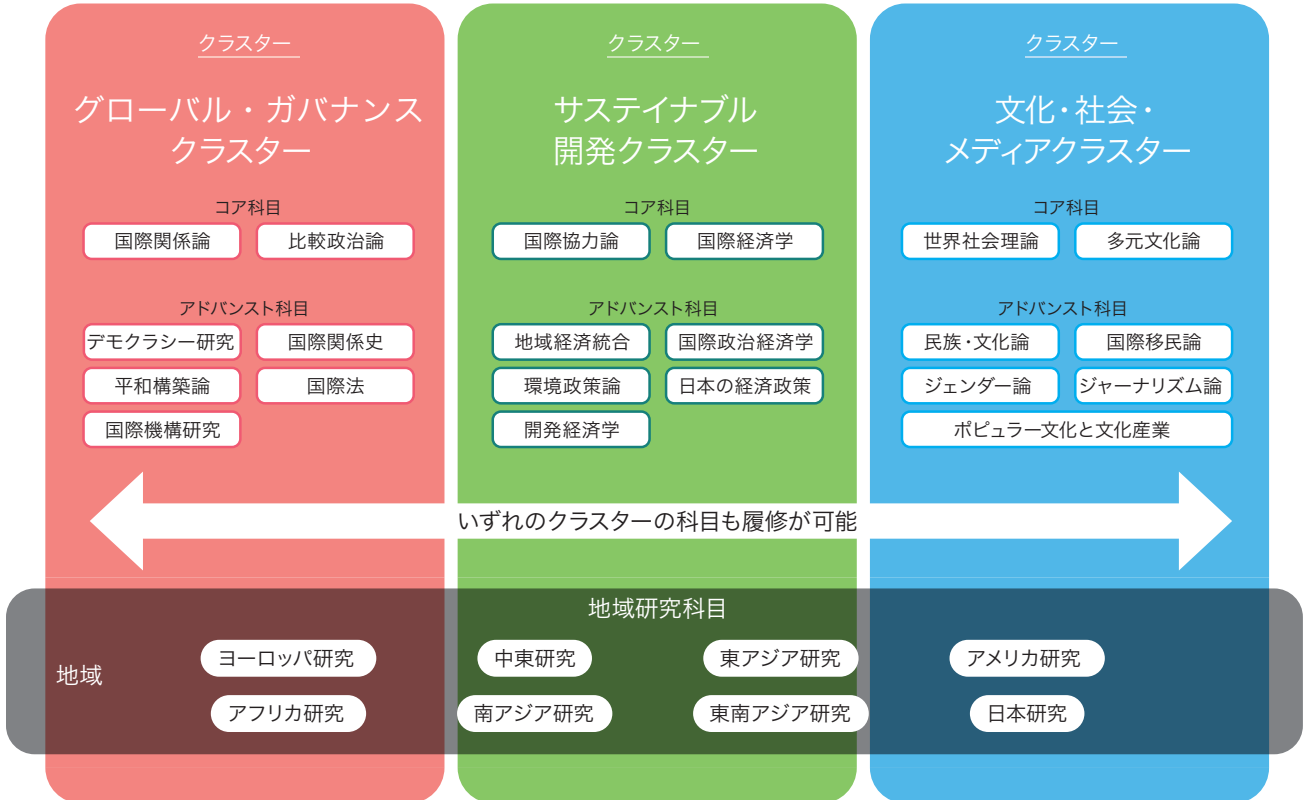 クラスター
グローバル・ガバナンス
クラスター
コア科目
国際関係論
比較政治論
アドバンスト科目
デモクラシー研究
国際関係史
平和構築論
国際法
国際機構研究
クラスター
サステイナブル
開発クラスター
コア科目
国際協力論
国際経済学
アドバンスト科目
地域経済統合
国際政治経済学
環境政策論
日本の経済政策
開発経済学
クラスター
文化・社会・
メディアクラスター
コア科目
世界社会理論
多元文化論
アドバンスト科目
民族・文化論
国際移民論
ジェンダー論
ジャーナリズム論
ポピュラー文化と文化産業
いずれのクラスターの科目も履修が可能
地域研究科目
地域
ヨーロッパ研究
中東研究
東アジア研究
アメリカ研究
アフリカ研究
南アジア研究
東南アジア研究
日本研究